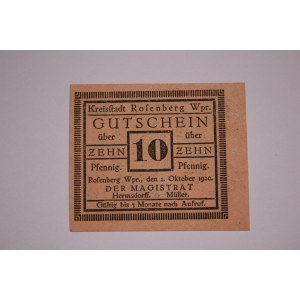 Kreisstadt Rosenberg Wpr.
GUTSCHEIN
über 10 über
ZEHN ZEHN
Pfennig. Pfennig.
Rosenberg Wpr., den 1. Oktober 1920.
DER MAGISTRAT
Hermsdorff. Müller.
Gültig bis 3 Monate nach Aufruf.